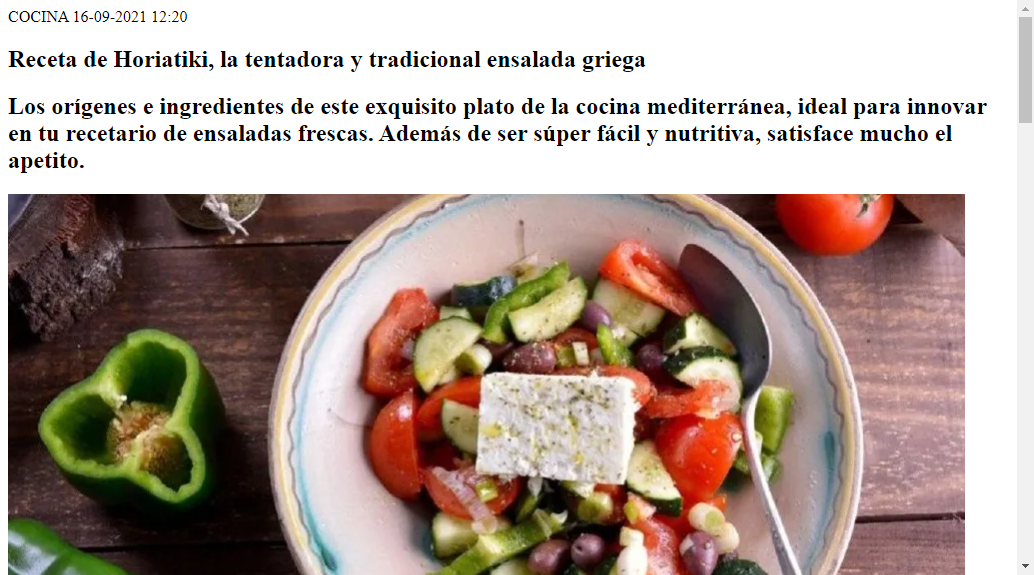 COCINA 16-09-2021 12:20
Receta de Horiatiki, la tentadora y tradicional ensalada griega
Los orígenes e ingredientes de este exquisito plato de la cocina mediterránea, ideal para innovar
en tu recetario de ensaladas frescas. Además de ser súper fácil y nutritiva, satisface mucho el
apetito.